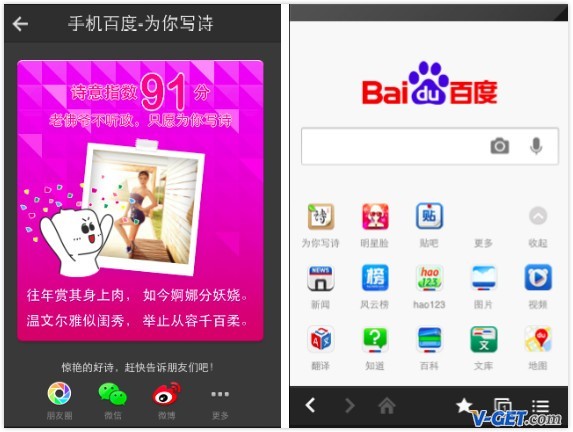 手机百度-为你写诗
诗意指数91分
老佛爷不听政，只愿为你写诗
往年赏其身上肉， 如今婀娜分妖娆。
温文尔雅似闺秀， 举止从容千百柔。
惊艳的好诗，赶快告诉朋友们吧！
朋友圈 微信 微博 更多
Bai du 百度
为你写诗 明星脸 贴吧 更多 收起
诗 贴
NEWS 榜 hao123
新闻 风云榜 hao123 图片 视频
A 文
翻译 知道 百科 文库 地图
V-GET.com